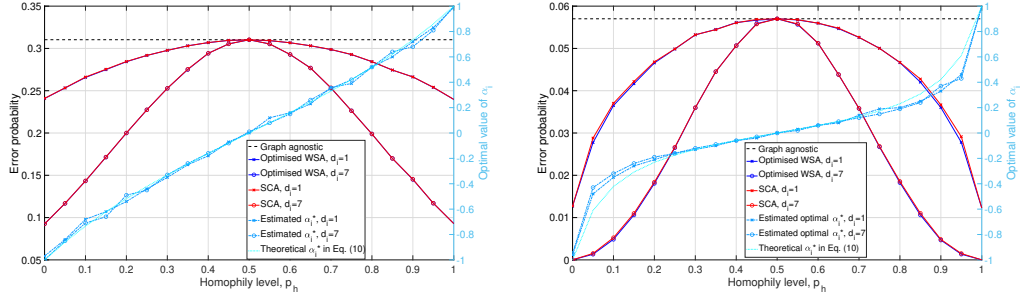 0.35
0.31
0.25
0.21
0.15
0.1
0.05
Error probability
0
0.1
0.2
0.3
0.4
0.5
0.6
0.7
0.8
0.9
1
Homophily level, p_h
1
0.8
0.6
0.4
0.2
0
-0.2
-0.4
-0.6
-0.8
-1
Optimal value of α_i
Graph agnostic
Optimised WSA, d_i=1
Optimised WSA, d_i=7
SCA, d_i=1
SCA, d_i=7
Estimated α_i*, d_i=1
Estimated α_i*, d_i=7
Theoretical α_i* in Eq. (10)
0.06
0.05
0.04
0.03
0.02
0.01
0
Error probability
0
0.1
0.2
0.3
0.4
0.5
0.6
0.7
0.8
0.9
1
Homophily level, p_h
1
0.8
0.6
0.4
0.2
0
-0.2
-0.4
-0.6
-0.8
-1
Optimal value of α_i
Graph agnostic
Optimised WSA, d_i=1
Optimised WSA, d_i=7
SCA, d_i=1
SCA, d_i=7
Estimated optimal α_i*, d_i=1
Estimated optimal α_i*, d_i=7
Theoretical α_i* in Eq. (10)